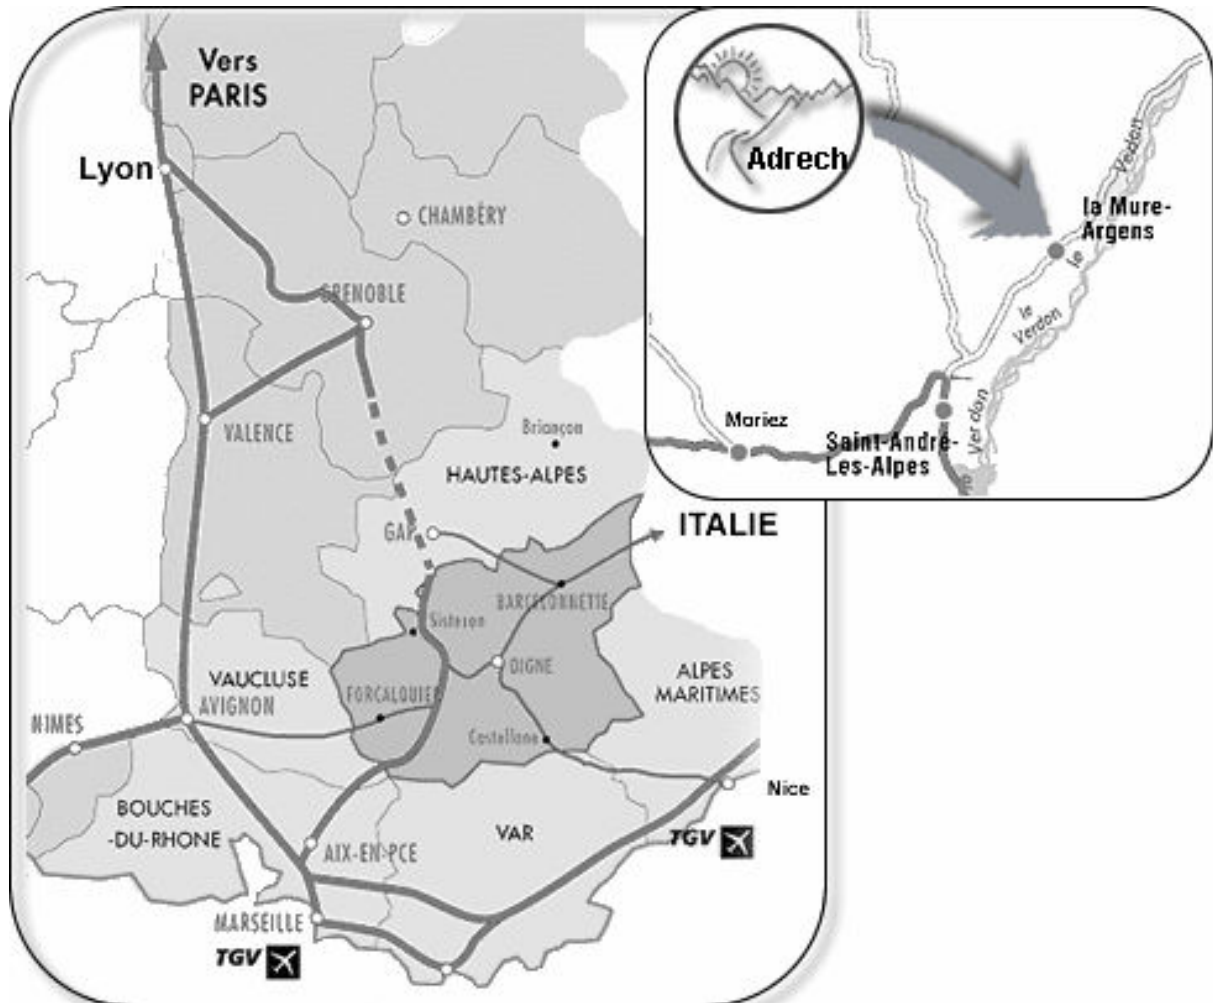 Vers
PARIS
Lyon
CHAMBÉRY
GRENOBLE
VALENCE
Briançon
HAUTES-ALPES
GAP
ITALIE
BARCELONNETTE
Sisteron
DIGNE
VAUCLUSE
FORCALQUIER
ALPES
MARITIMES
AVIGNON
NIMES
Castellane
Nice
BOUCHES
-DU-RHONE
VAR
TGV
AIX-EN-PCE
MARSEILLE
TGV
Adrech
Verdon
la Mure-
Argens
le
le
Verdon
Moriez
Saint-André-
Les-Alpes
Verdon
le